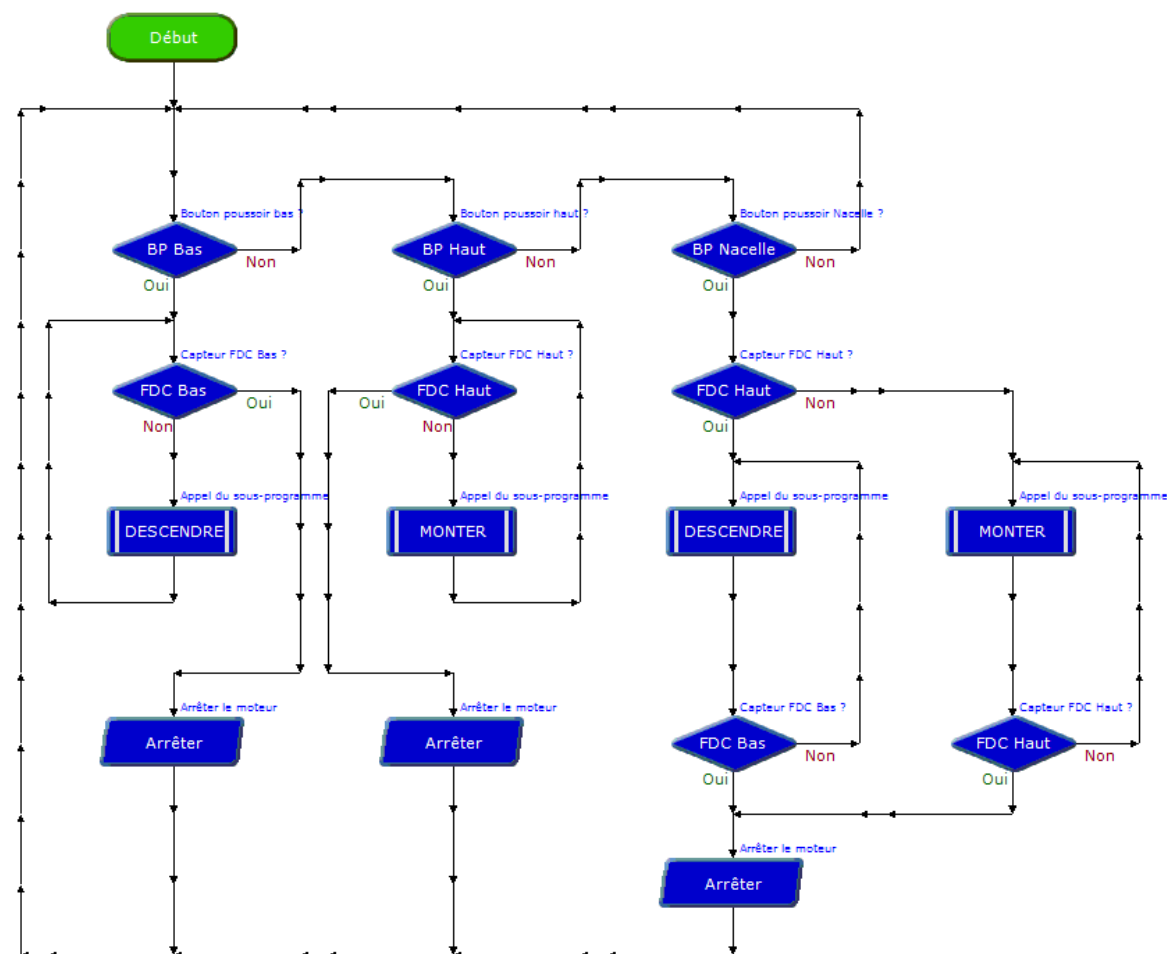 Début
Bouton poussoir bas ?
Bouton poussoir haut ?
Bouton poussoir Nacelle ?
BP Bas
Non
BP Haut
Non
BP Nacelle
Non
Oui
Oui
Oui
Capteur FDC Bas ?
Capteur FDC Haut ?
Capteur FDC Haut ?
FDC Bas
Oui
Oui
FDC Haut
FDC Haut
Non
Non
Non
Oui
Appel du sous-programme
Appel du sous-programme
Appel du sous-programme
Appel du sous-programme
DESCENDRE
MONTER
DESCENDRE
MONTER
Arrêter le moteur
Arrêter le moteur
Capteur FDC Bas ?
Capteur FDC Haut ?
Arrêter
Arrêter
FDC Bas
Non
FDC Haut
Non
Oui
Oui
Arrêter le moteur
Arrêter